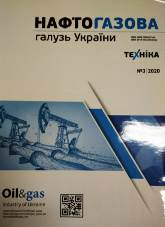 НАФТОГАЗОВА
галузь України
ТЕХНІКА
№3|2020
Oil&gas
industry of Ukraine